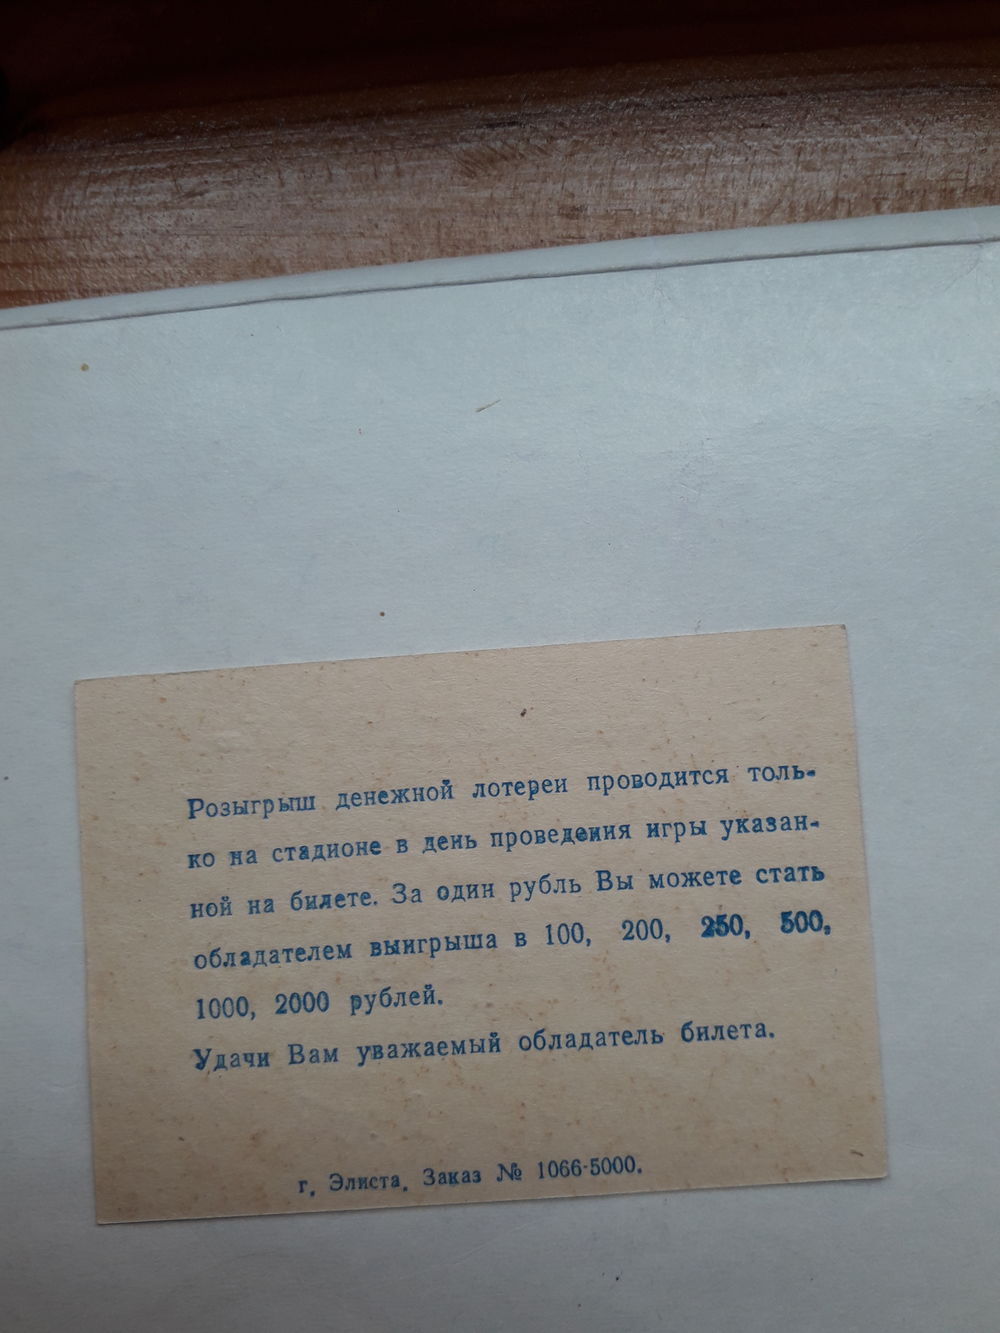 Розыгрыш денежной лотереи проводится толь-
ко на стадионе в день проведения игры указан-
ной на билете. За один рубль Вы можете стать
обладателем выигрыша в 100, 200, 250, 500,
1000, 2000 рублей.
Удачи Вам уважаемый обладатель билета.
г. Элиста. Заказ № 1066-5000.